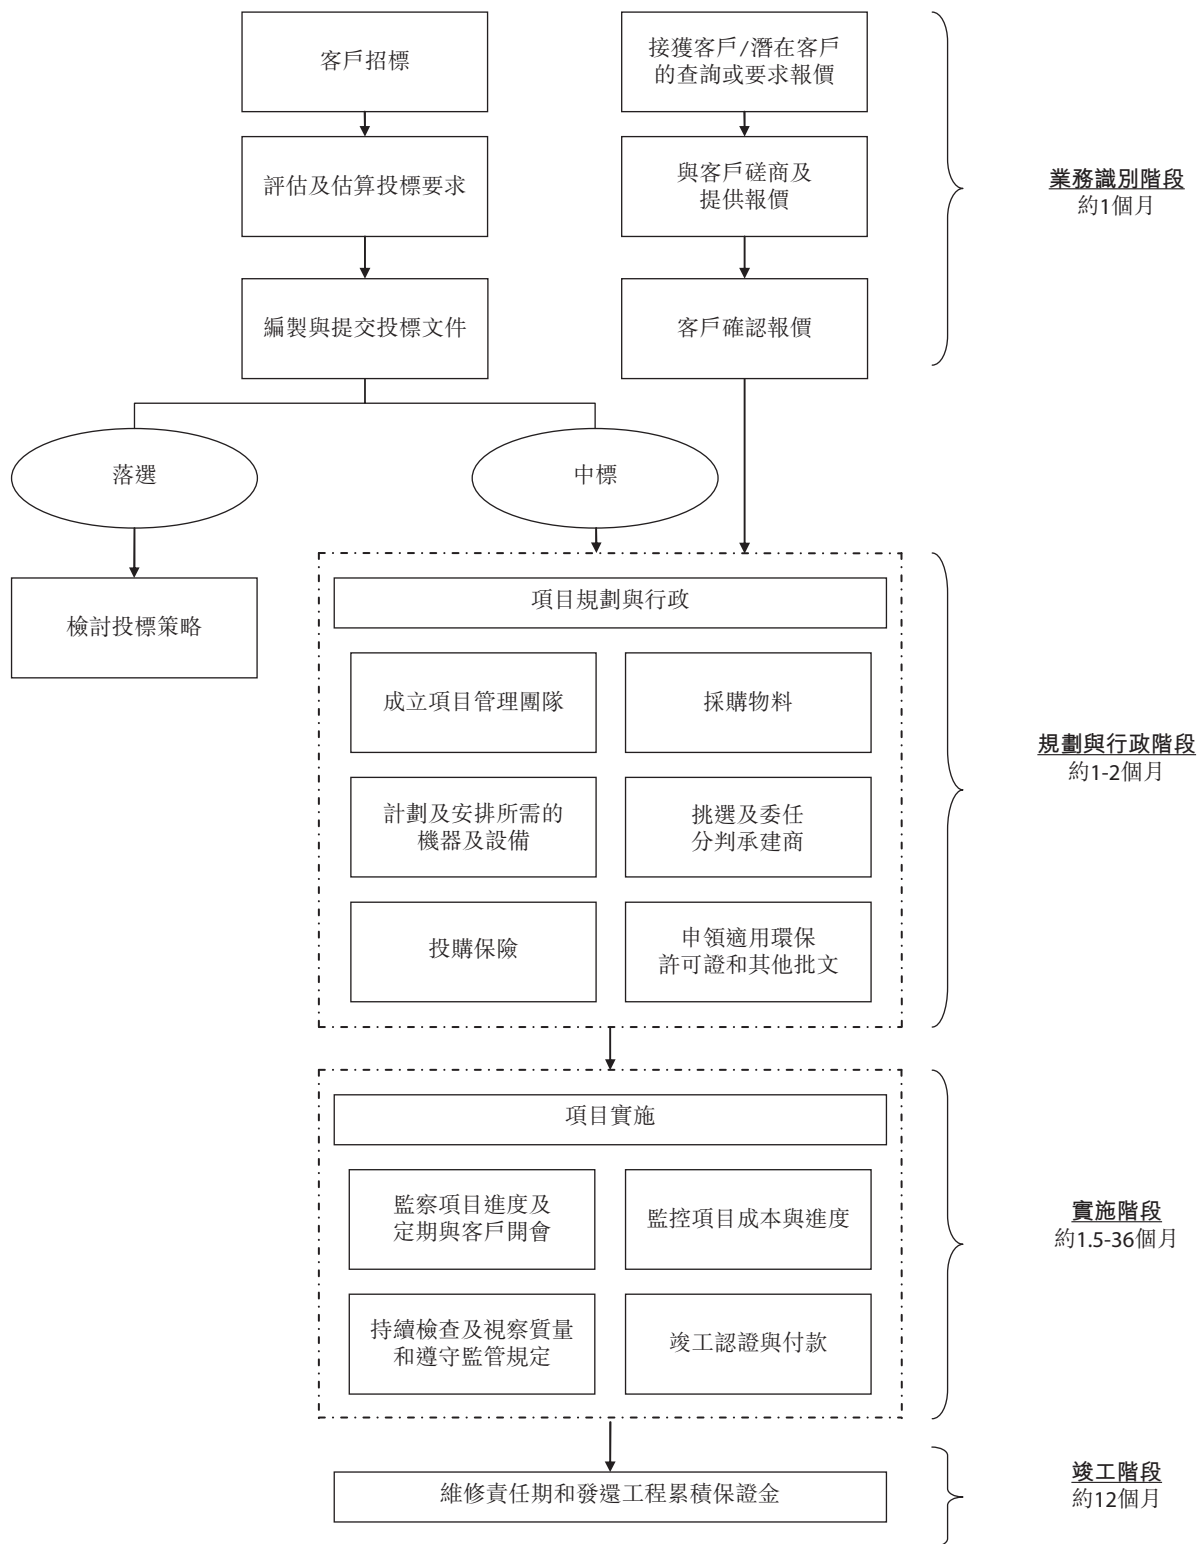 客戶招標
接獲客戶/潛在客戶
的查詢或要求報價
評估及估算投標要求
與客戶磋商及
提供報價
業務識別階段
約1個月
編製與提交投標文件
客戶確認報價
落選
中標
檢討投標策略
項目規劃與行政
成立項目管理團隊
採購物料
規劃與行政階段
約1-2個月
計劃及安排所需的
機器及設備
挑選及委任
分判承建商
投購保險
申領適用環保
許可證和其他批文
項目實施
監察項目進度及
定期與客戶開會
監控項目成本與進度
實施階段
約1.5-36個月
持續檢查及視察質量
和遵守監管規定
竣工認證與付款
維修責任期和發還工程累積保證金
竣工階段
約12個月